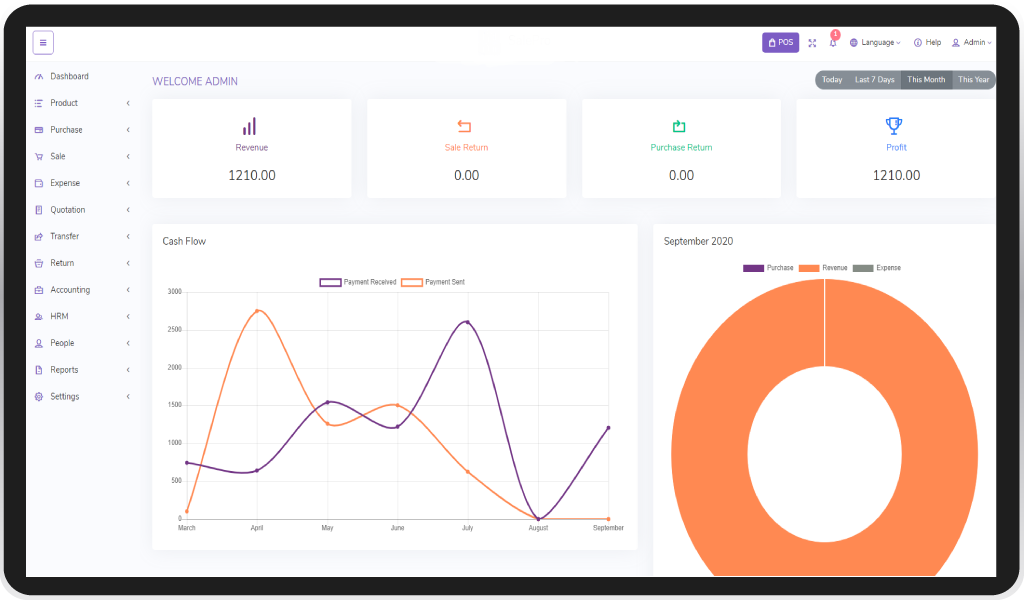 POS
1
Language
Help
Admin
Dashboard
Product
Purchase
Sale
Expense
Quotation
Transfer
Return
Accounting
HRM
People
Reports
Settings
WELCOME ADMIN
Today Last 7 Days This Month This Year
Revenue
1210.00
Sale Return
0.00
Purchase Return
0.00
Profit
1210.00
Cash Flow
Payment Received Payment Sent
3000
2500
2000
1500
1000
500
0
March April May June July August September
September 2020
Purchase Revenue Expense